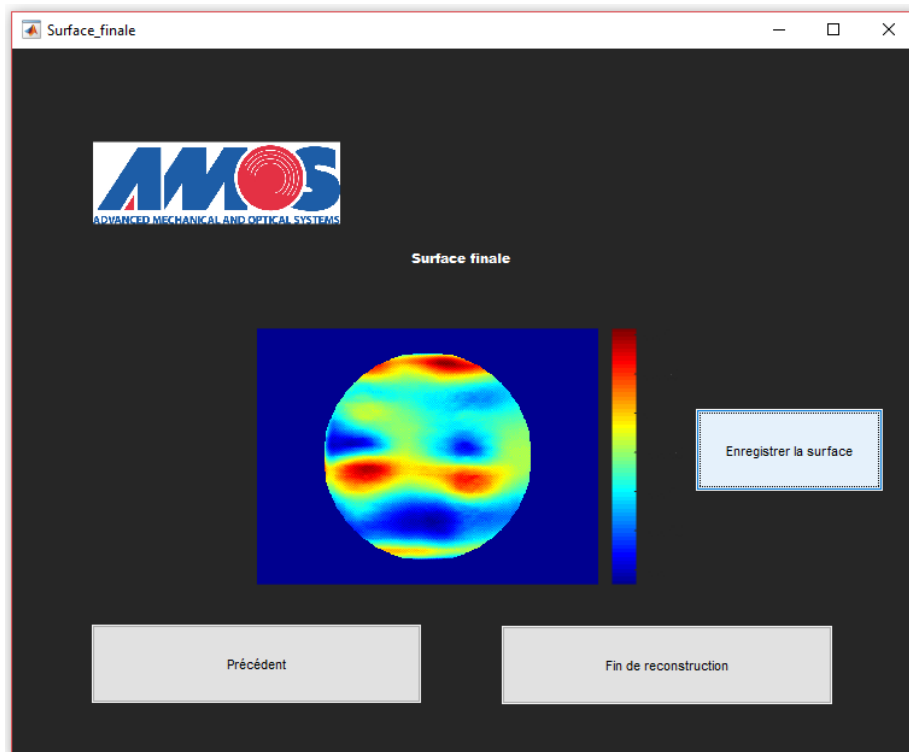 Surface_finale
AMOS
ADVANCED MECHANICAL AND OPTICAL SYSTEMS
Surface finale
Enregistrer la surface
Précédent
Fin de reconstruction